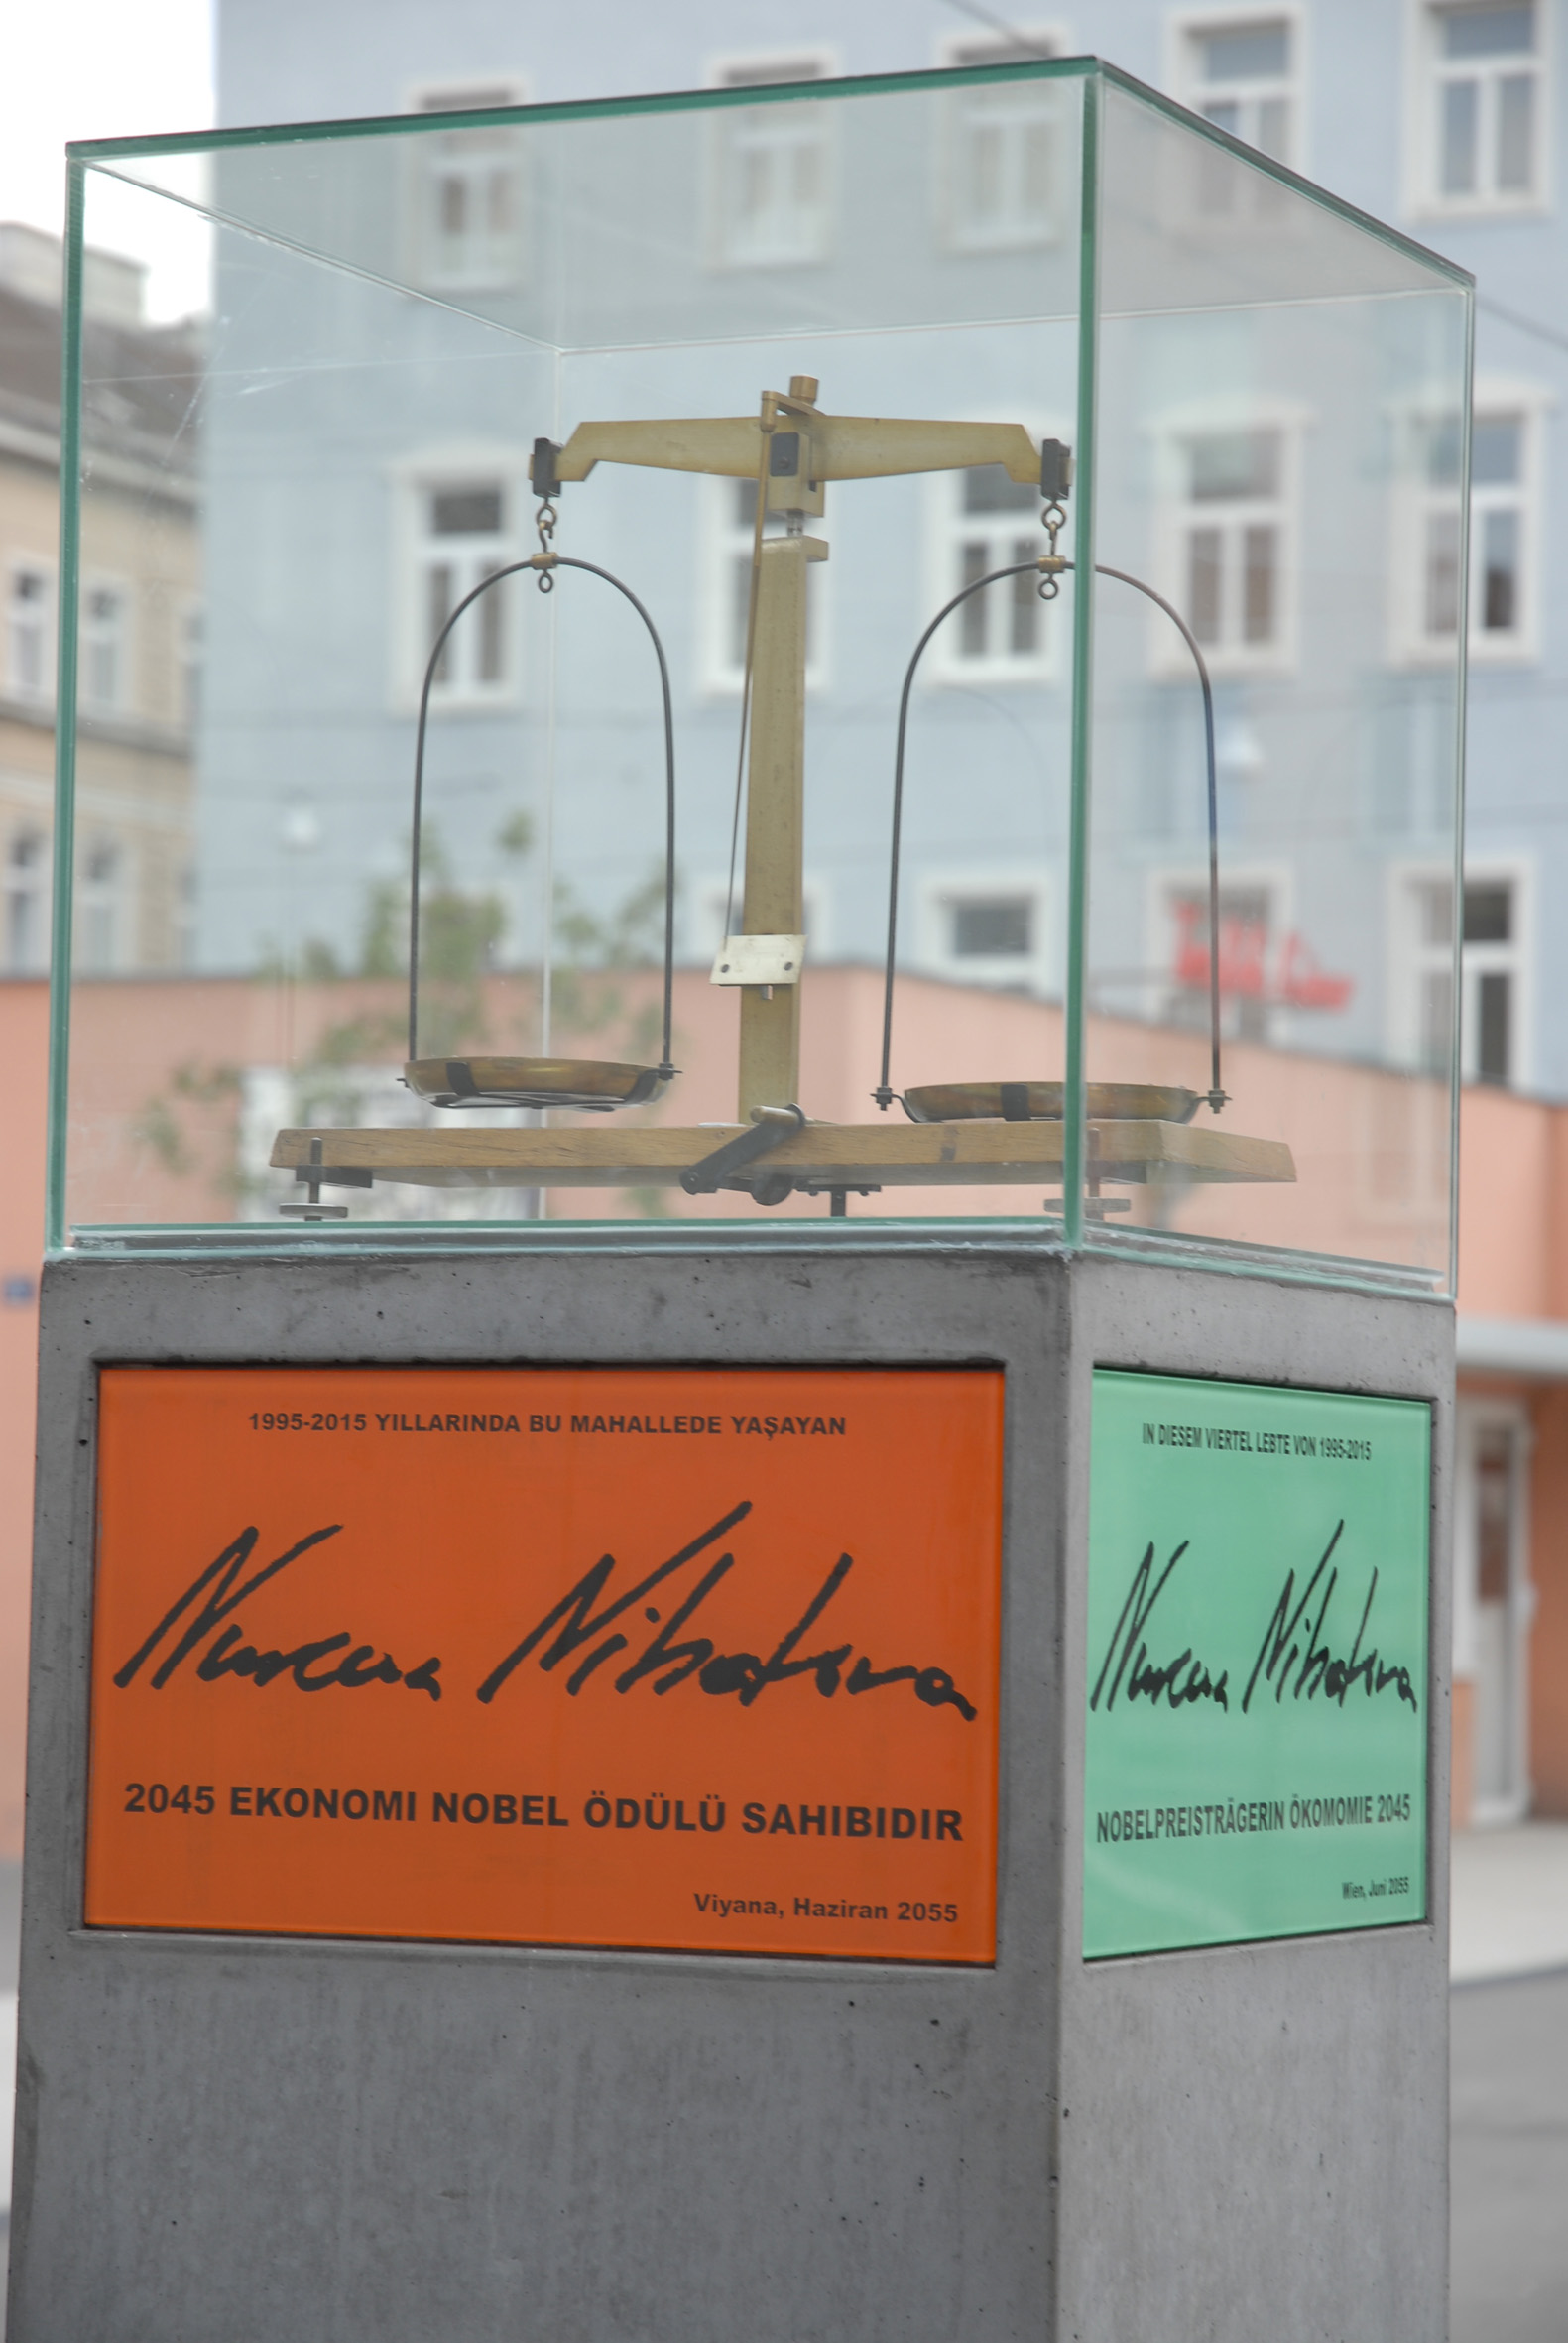 1995-2015 YILLARINDA BU MAHALLEDE YAŞAYAN
2045 EKONOMI NOBEL ÖDÜLÜ SAHIBIDIR
Viyana, Haziran 2055
IN DIESEM VIERTEL LEBTE VON 1995-2015
NOBELPREISTRÄGERIN ÖKOMOMIE 2045
Wien, Juni 2055